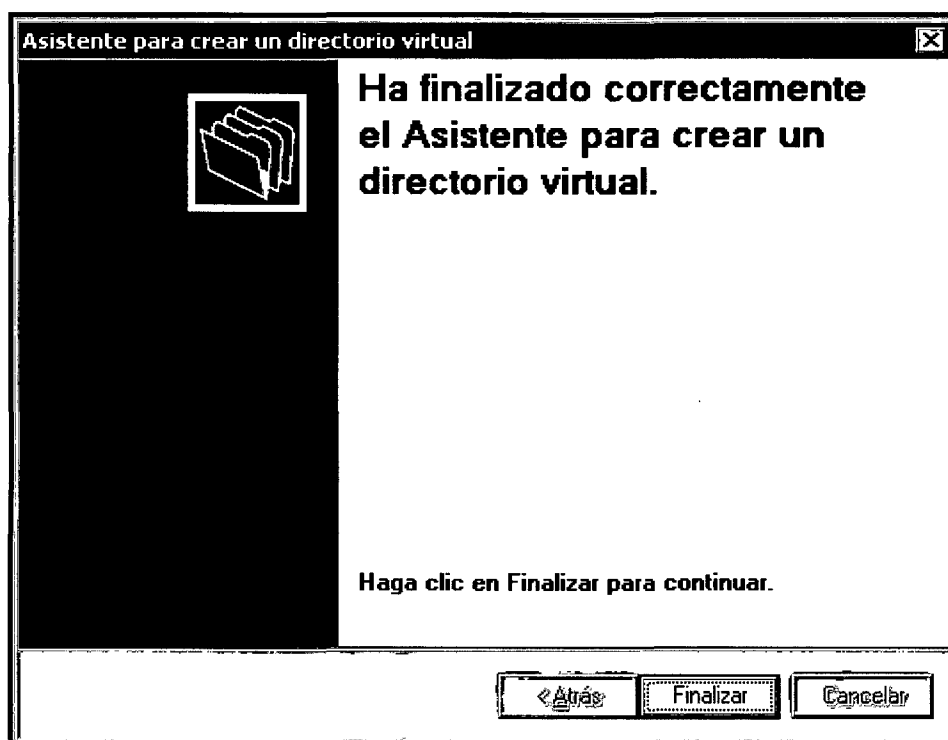 Asistente para crear un directorio virtual
Ha finalizado correctamente
el Asistente para crear un
directorio virtual.
Haga clic en Finalizar para continuar.
< Atrás
Finalizar
Cancelar